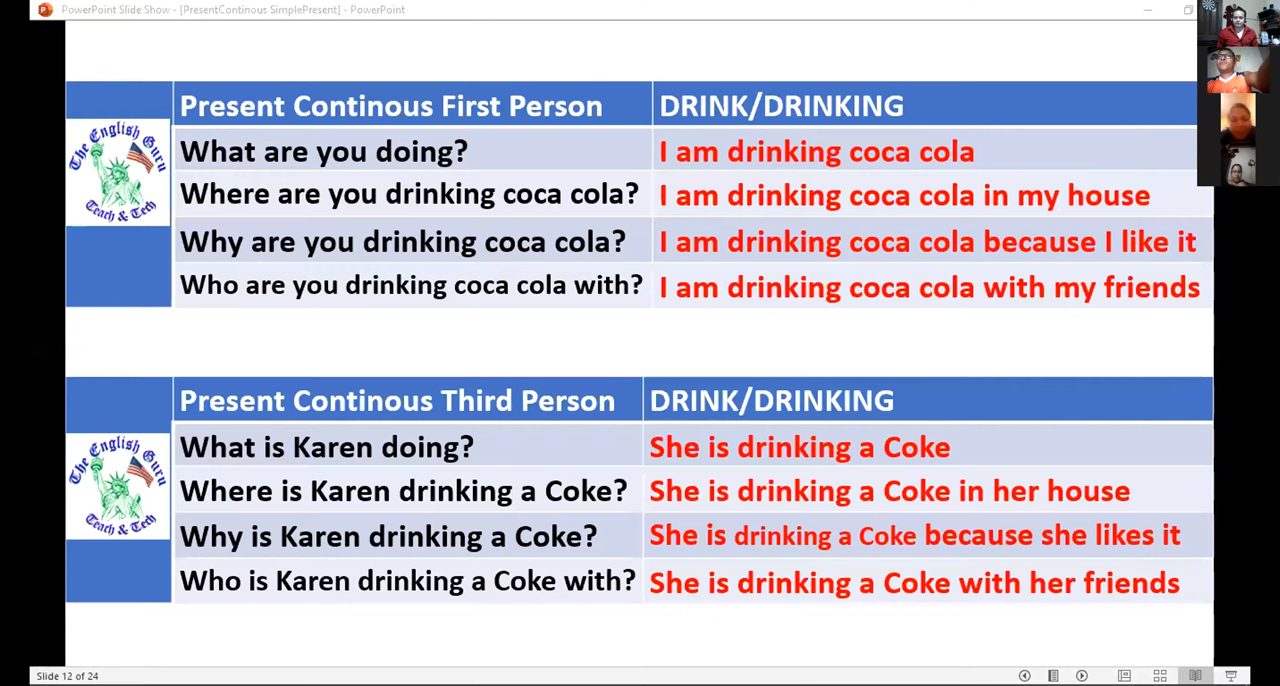 PowerPoint Slide Show - [PresentContinous SimplePresent] - PowerPoint
Present Continous First Person
DRINK/DRINKING
The English Guru
Teach & Tech
What are you doing?
I am drinking coca cola
Where are you drinking coca cola?
I am drinking coca cola in my house
Why are you drinking coca cola?
I am drinking coca cola because I like it
Who are you drinking coca cola with?
I am drinking coca cola with my friends
Present Continous Third Person
DRINK/DRINKING
The English Guru
Teach & Tech
What is Karen doing?
She is drinking a Coke
Where is Karen drinking a Coke?
She is drinking a Coke in her house
Why is Karen drinking a Coke?
She is drinking a Coke because she likes it
Who is Karen drinking a Coke with?
She is drinking a Coke with her friends
Slide 12 of 24